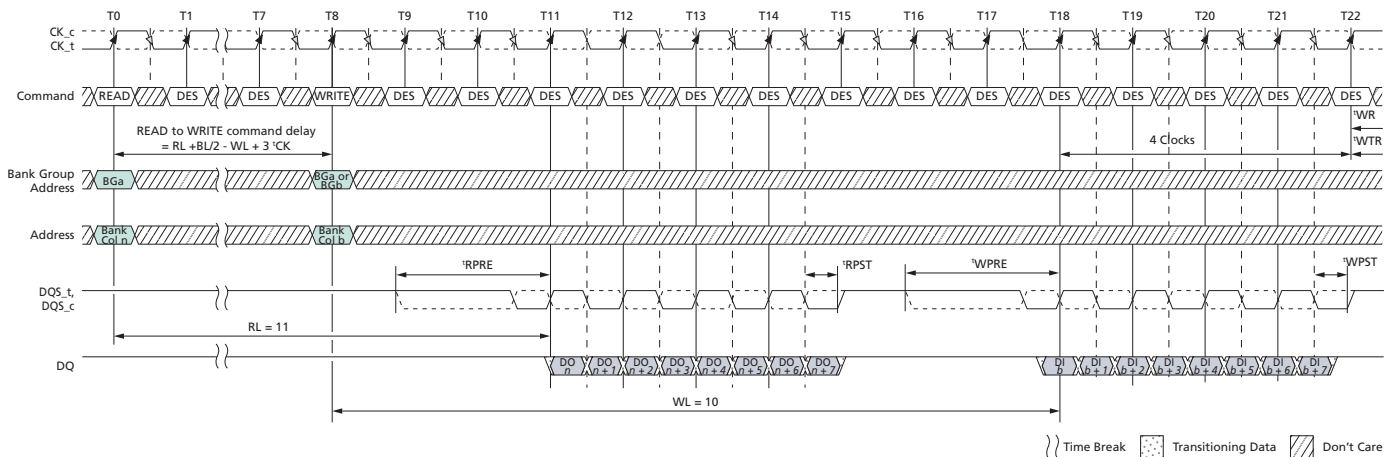 T0 T1 T7 T8 T9 T10 T11 T12 T13 T14 T15 T16 T17 T18 T19 T20 T21 T22
CK_c
CK_t
Command READ DES DES WRITE DES DES DES DES DES DES DES DES DES DES DES DES DES DES
tWR
READ to WRITE command delay
= RL +BL/2 - WL + 3 tCK
4 Clocks
tWTR
Bank Group
Address
BGa
BGa or
BGb
Address
Bank
Col n
Bank
Col b
tRPRE tRPST tWPRE tWPST
DQS_t,
DQS_c
RL = 11
DQ
DO
n
DO
n + 1
DO
n + 2
DO
n + 3
DO
n + 4
DO
n + 5
DO
n + 6
DO
n + 7
DI
b
DI
b + 1
DI
b + 2
DI
b + 3
DI
b + 4
DI
b + 5
DI
b + 6
DI
b + 7
WL = 10
Time Break Transitioning Data Don't Care